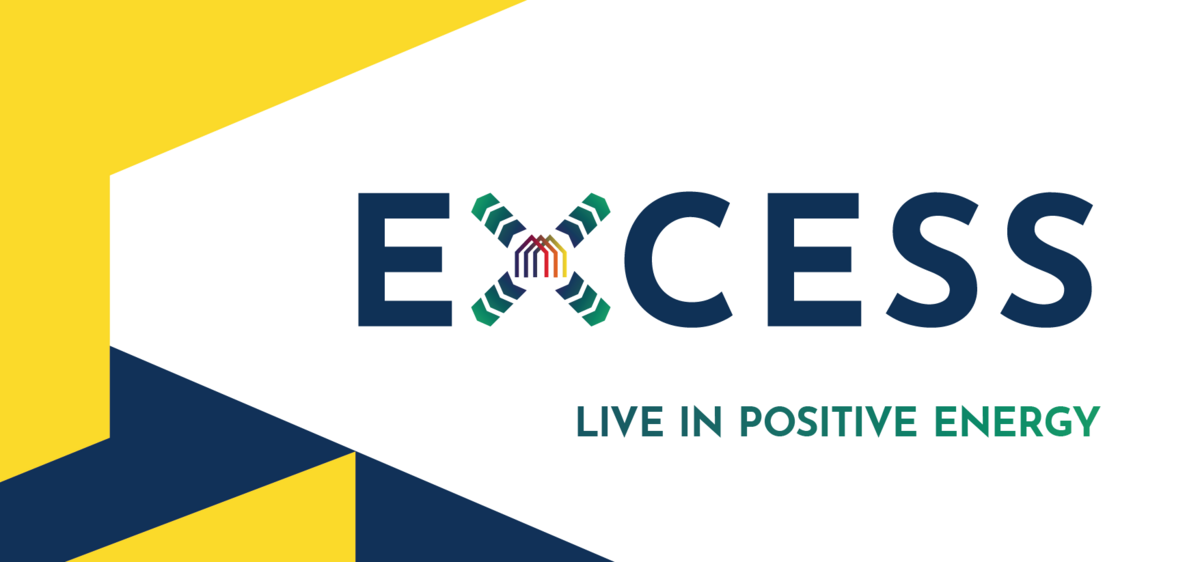 EXCESS
LIVE IN POSITIVE ENERGY